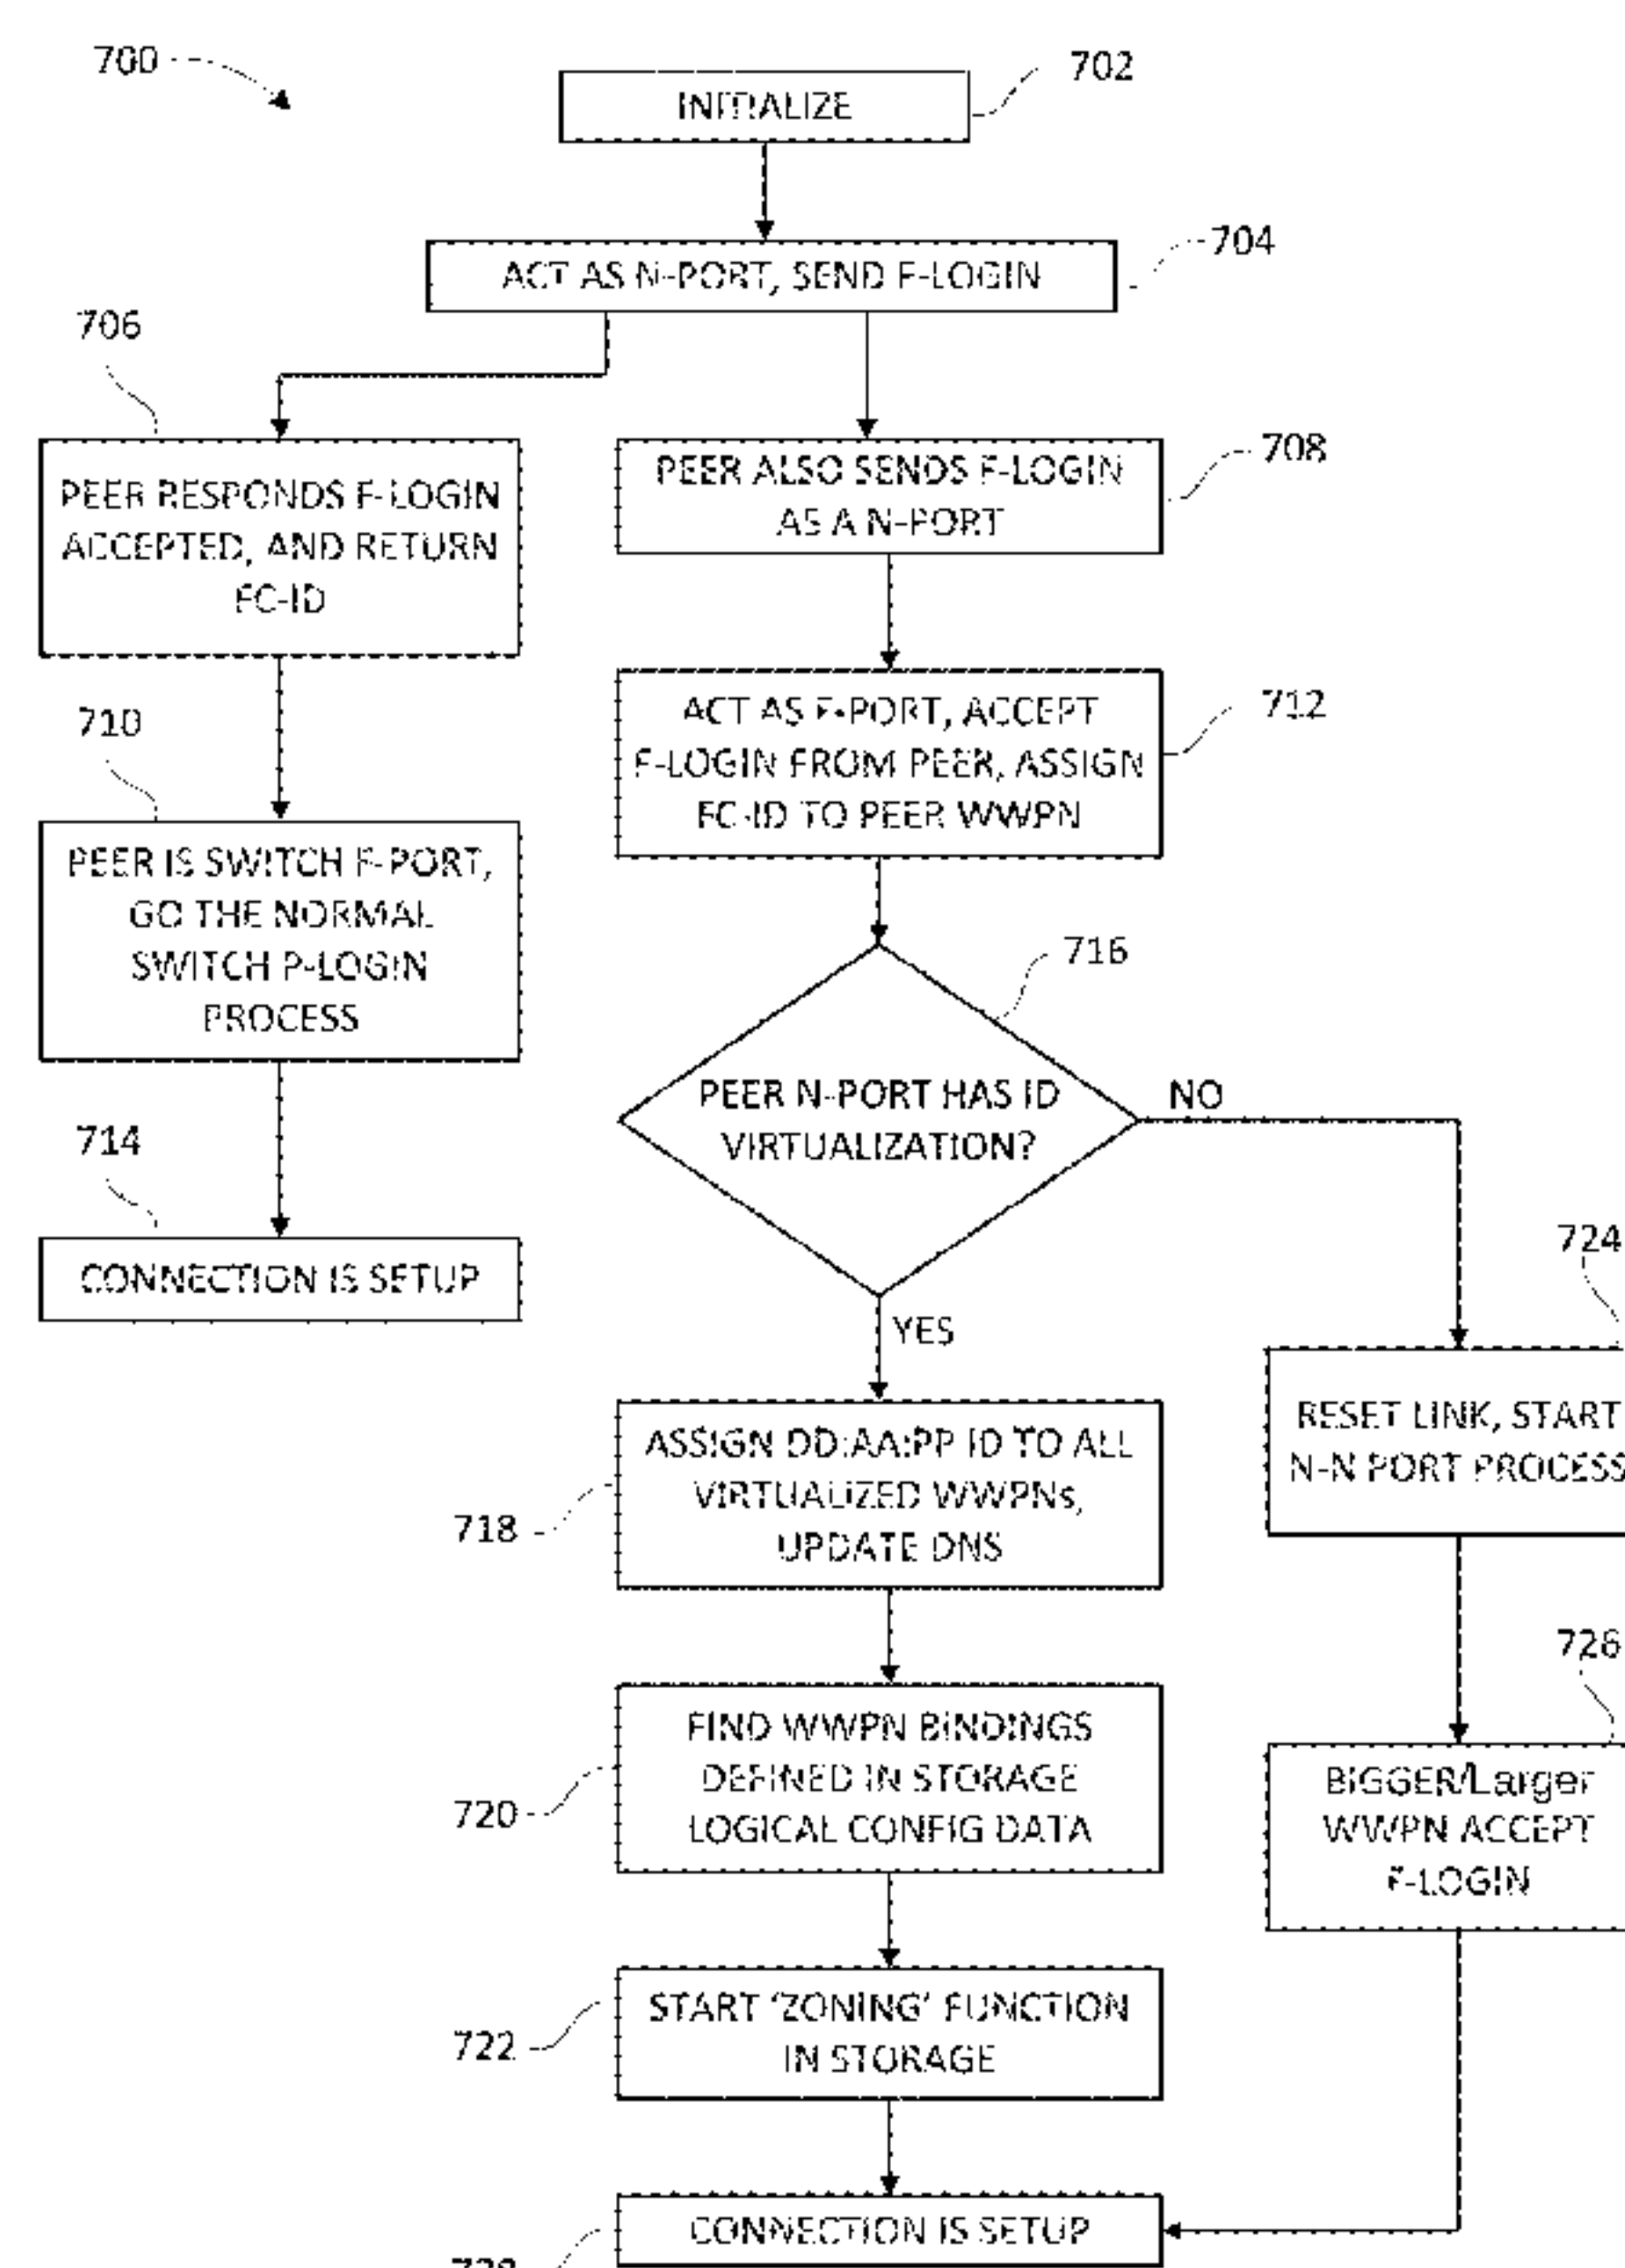 700
702
INITIALIZE
704
ACT AS N-PORT, SEND F-LOGIN
706
PEER RESPONDS F-LOGIN
ACCEPTED, AND RETURN
FC-ID
708
PEER ALSO SENDS F-LOGIN
AS A N-PORT
710
PEER IS SWITCH F-PORT,
GO THE NORMAL
SWITCH P-LOGIN
PROCESS
712
ACT AS F-PORT, ACCEPT
F-LOGIN FROM PEER, ASSIGN
FC-ID TO PEER WWPN
714
CONNECTION IS SETUP
716
PEER N-PORT HAS ID
VIRTUALIZATION?
NO
YES
718
ASSIGN DD:AA:PP ID TO ALL
VIRTUALIZED WWPNs,
UPDATE DNS
724
RESET LINK, START
N-N PORT PROCESS
720
FIND WWPN BINDINGS
DEFINED IN STORAGE
LOGICAL CONFIG DATA
726
BIGGER/Larger
WWPN ACCEPT
F-LOGIN
722
START ‘ZONING’ FUNCTION
IN STORAGE
CONNECTION IS SETUP